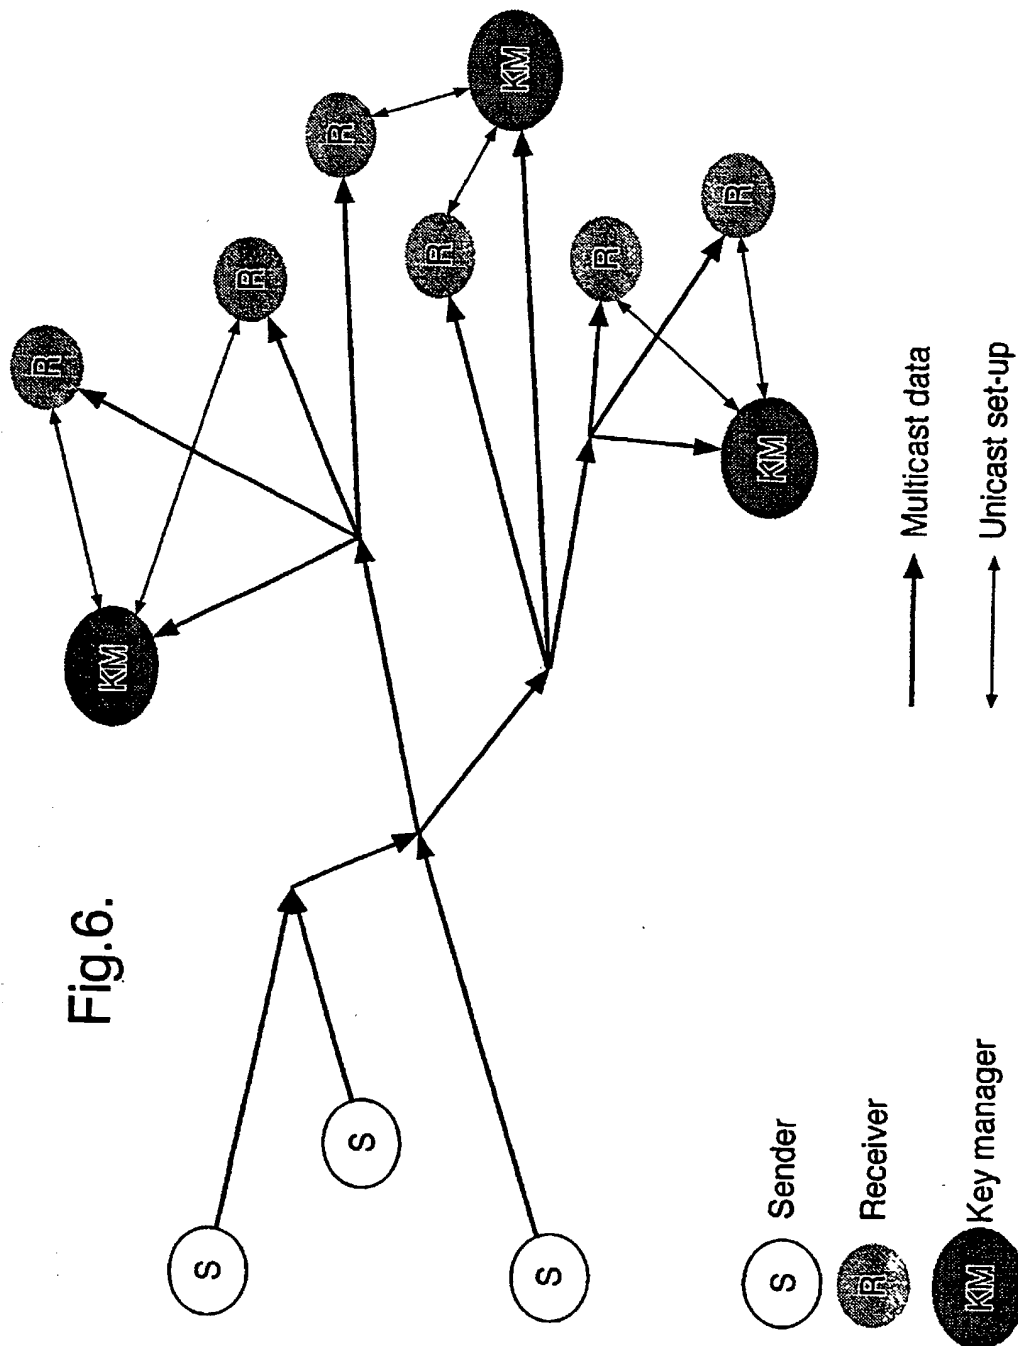 Fig.6.
R
R
R
KM
R
R
R
KM
KM
S
S
S
S Sender
R Receiver
KM Key manager
Multicast data
Unicast set-up